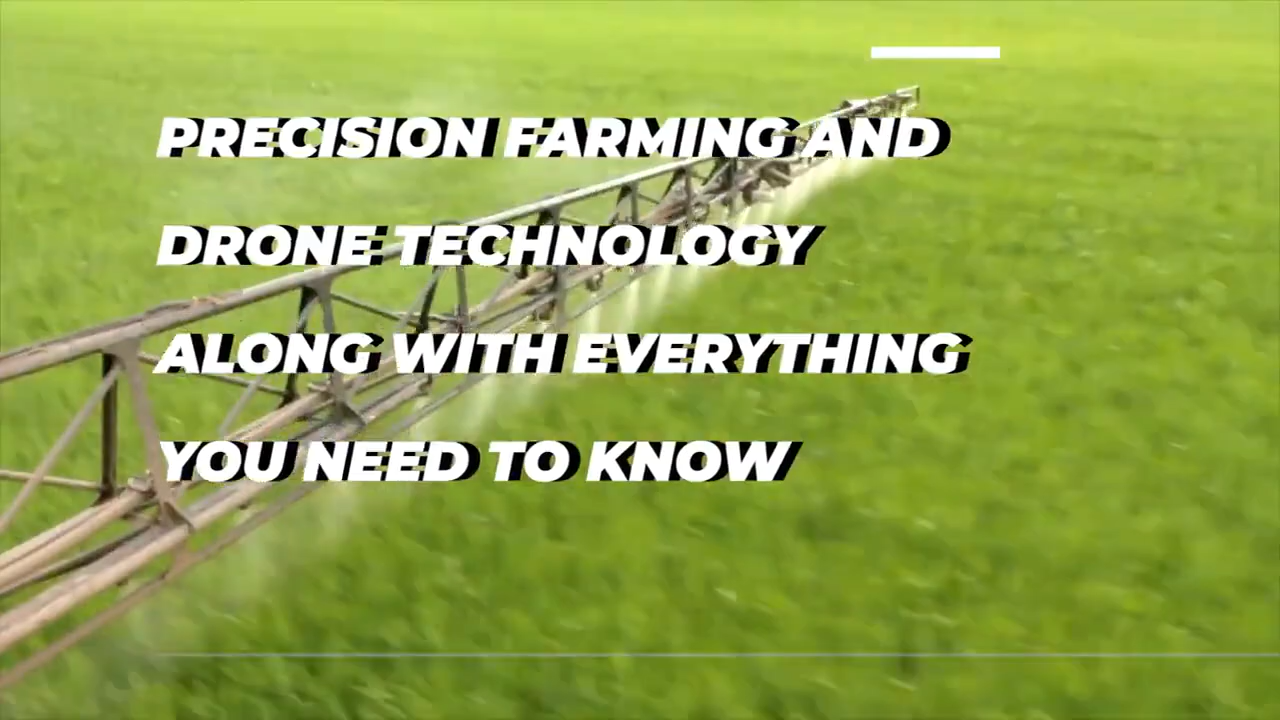 PRECISION FARMING AND
DRONE TECHNOLOGY
ALONG WITH EVERYTHING
YOU NEED TO KNOW